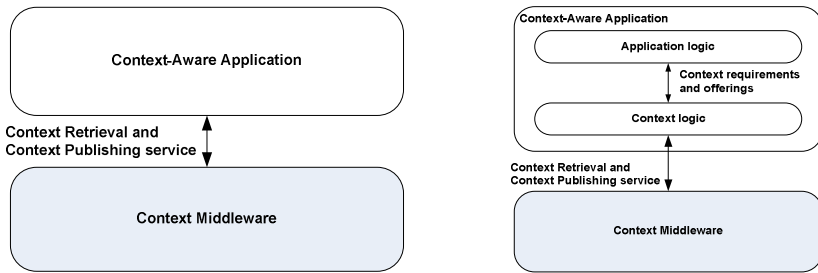 Context-Aware Application
Context Retrieval and
Context Publishing service
Context Middleware
Context-Aware Application
Application logic
Context requirements
and offerings
Context logic
Context Retrieval and
Context Publishing service
Context Middleware